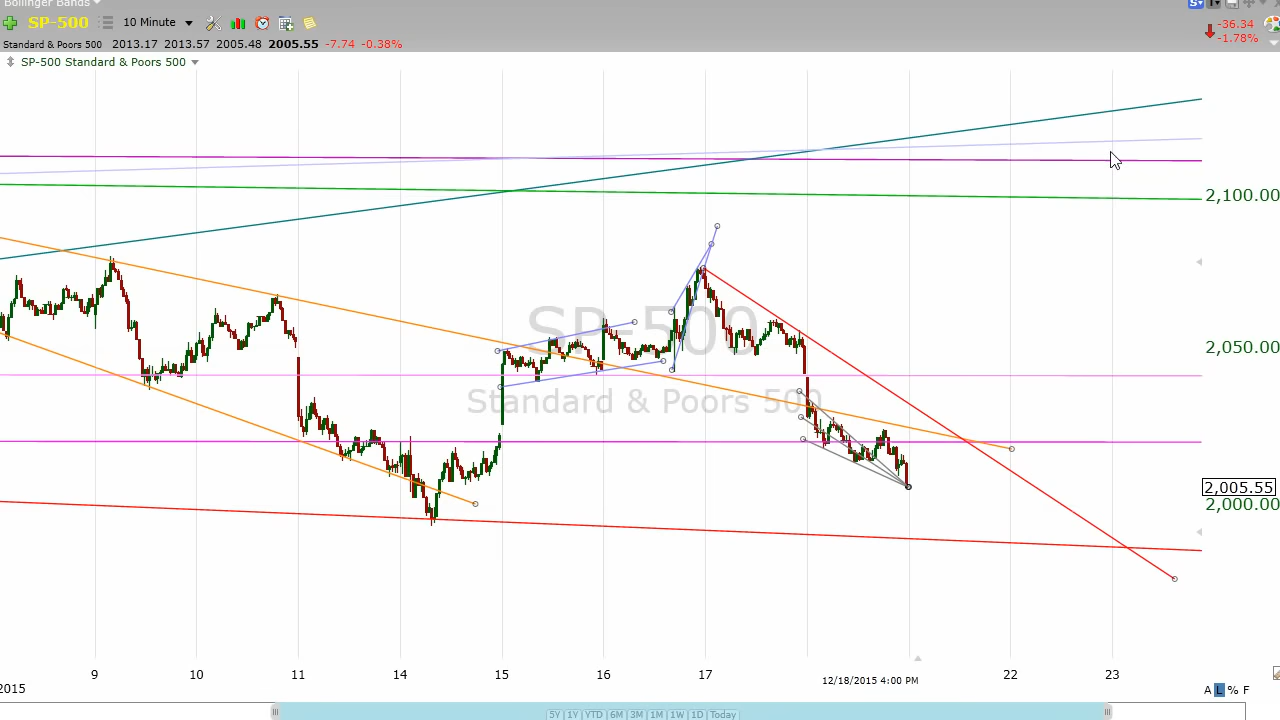 Bollinger Bands
SP-500 10 Minute
Standard & Poors 500 2013.17 2013.57 2005.48 2005.55 -7.74 -0.38%
-36.34
-1.78%
SP-500 Standard & Poors 500
SP-500
Standard & Poors 500
2,100.00
2,050.00
2,005.55
2,000.00
9 10 11 14 15 16 17 22 23
2015
12/18/2015 4:00 PM
A L % F
5Y 1Y YTD 6M 3M 1M 1W 1D Today